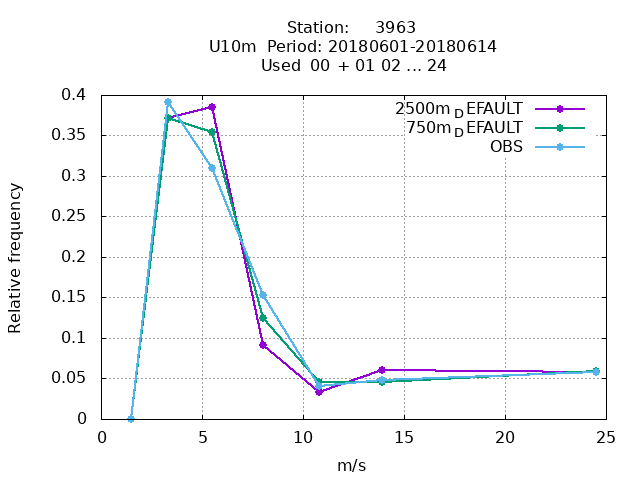 Station: 3963
U10m Period: 20180601-20180614
Used 00 + 01 02 ... 24
2500m_DEFAULT
750m_DEFAULT
OBS
0.4
0.35
0.3
0.25
0.2
0.15
0.1
0.05
0
Relative frequency
0 5 10 15 20 25
m/s